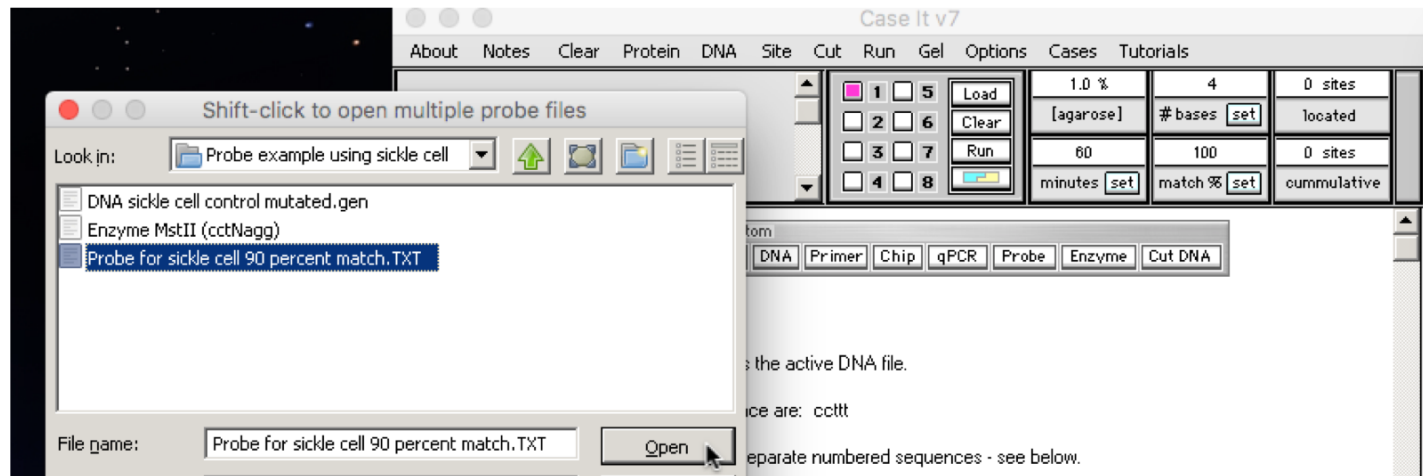 Case It v7
About Notes Clear Protein DNA Site Cut Run Gel Options Cases Tutorials
Shift-click to open multiple probe files
Look in: Probe example using sickle cell
DNA sickle cell control mutated.gen
Enzyme MstII (cctNagg)
Probe for sickle cell 90 percent match.TXT
File name: Probe for sickle cell 90 percent match.TXT Open
1 5 Load
2 6 Clear
3 7 Run
4 8
1.0 % 4 0 sites
[agarose] # bases set located
60 100 0 sites
minutes set match % set cummulative
tom
DNA Primer Chip qPCR Probe Enzyme Cut DNA
s the active DNA file.
ce are: ccttt
eparate numbered sequences - see below.